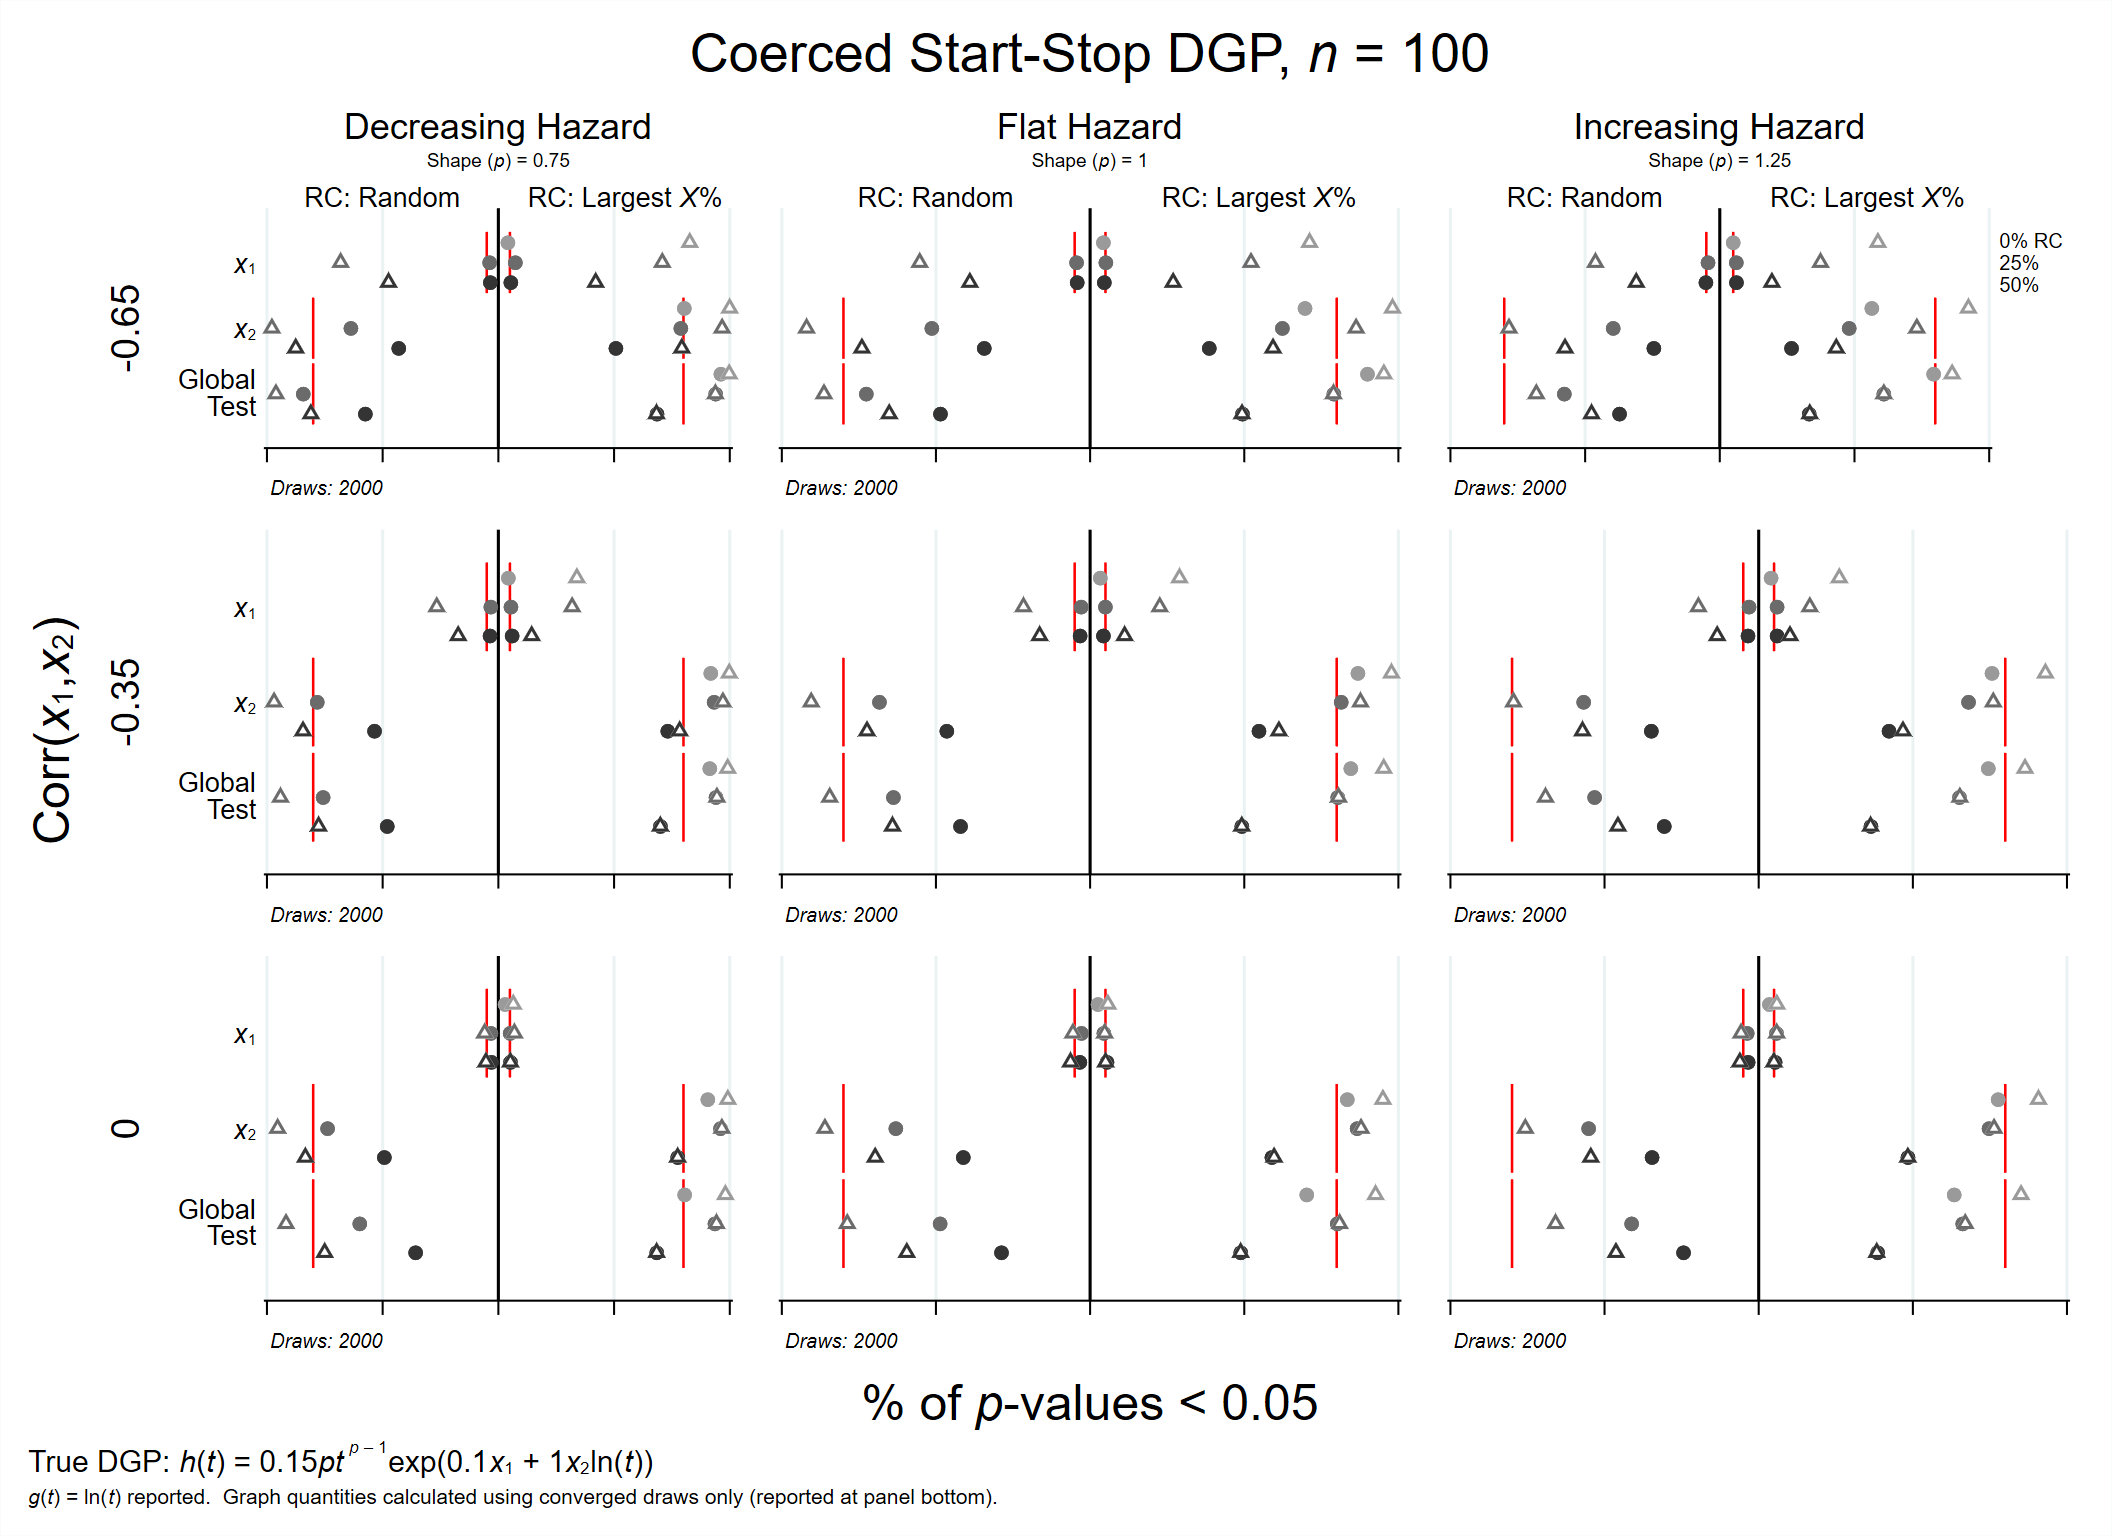 Coerced Start-Stop DGP, n = 100
Decreasing Hazard
Shape (p) = 0.75
RC: Random
RC: Largest X%
Flat Hazard
Shape (p) = 1
RC: Random
RC: Largest X%
Increasing Hazard
Shape (p) = 1.25
RC: Random
RC: Largest X%
0% RC
25%
50%
Corr(x₁,x₂)
-0.65
x₁
x₂
Global
Test
Draws: 2000
Draws: 2000
Draws: 2000
-0.35
x₁
x₂
Global
Test
Draws: 2000
Draws: 2000
Draws: 2000
0
x₁
x₂
Global
Test
Draws: 2000
Draws: 2000
Draws: 2000
% of p-values < 0.05
True DGP: h(t) = 0.15pt^(p – 1)exp(0.1x₁ + 1x₂ln(t))
g(t) = ln(t) reported.  Graph quantities calculated using converged draws only (reported at panel bottom).